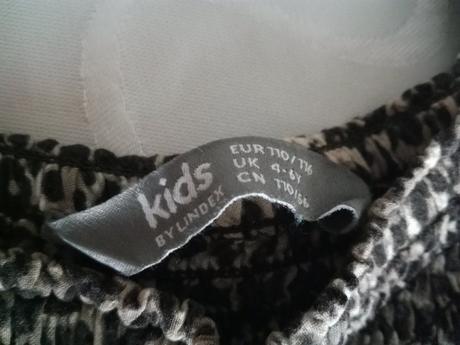 kids
BY LINDEX
EUR 110/116
UK 4-6Y
CN 110/56